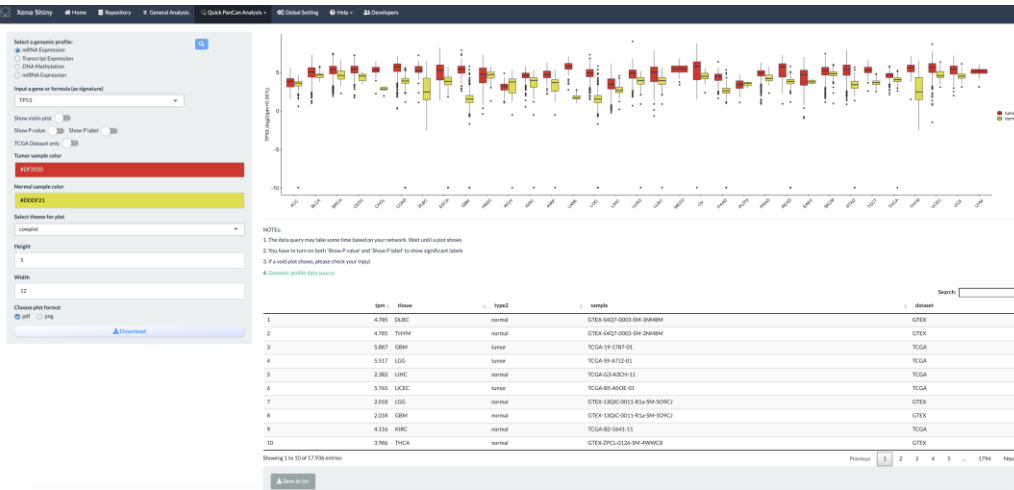 Xena Shiny Home Repository General Analysis Quick PanCan Analysis Global Setting Help Developers
Select a genomic profile:
mRNA Expression
Transcript Expression
DNA Methylation
miRNA Expression
Input a gene or formula (as signature)
TP53
Show violin plot
Show P value Show P label
TCGA Dataset only
Tumor sample color
#DF2020
Normal sample color
#DDDF21
Select theme for plot
cowplot
Height
5
Width
12
Choose plot format
pdf png
Download
5
0
-5
-10
ACC BLCA BRCA CESC CHOL COAD DLBC ESCA GBM HNSC KICH KIRC KIRP LAML LGG LIHC LUAD LUSC MESO OV PAAD PCPG PRAD READ SARC SKCM STAD TGCT THCA THYM UCEC UCS UVM
NOTEs:
1. The data query may take some time based on your network. Wait until a plot shows
2. You have to turn on both 'Show P value' and 'Show P label' to show significant labels
3. If a void plot shows, please check your input
4. Genomic profile data source
Search:
tpm tissue type2 sample dataset
1 4.785 DLBC normal GTEX-S4Q7-0003-SM-3NM8M GTEX
2 4.785 THYM normal GTEX-S4Q7-0003-SM-3NM8M GTEX
3 5.887 GBM tumor TCGA-19-1787-01 TCGA
4 5.517 LGG tumor TCGA-S9-A7J2-01 TCGA
5 2.382 LIHC normal TCGA-G3-A3CH-11 TCGA
6 5.765 UCEC tumor TCGA-B5-A5OE-01 TCGA
7 2.018 LGG normal GTEX-13QIC-0011-R1a-SM-5O9CJ GTEX
8 2.018 GBM normal GTEX-13QIC-0011-R1a-SM-5O9CJ GTEX
9 4.116 KIRC normal TCGA-B2-5641-11 TCGA
10 3.986 THCA normal GTEX-ZPCL-0126-SM-4WWC8 GTEX
Showing 1 to 10 of 17,936 entries
Previous 1 2 3 4 5 … 1794
Save as csv